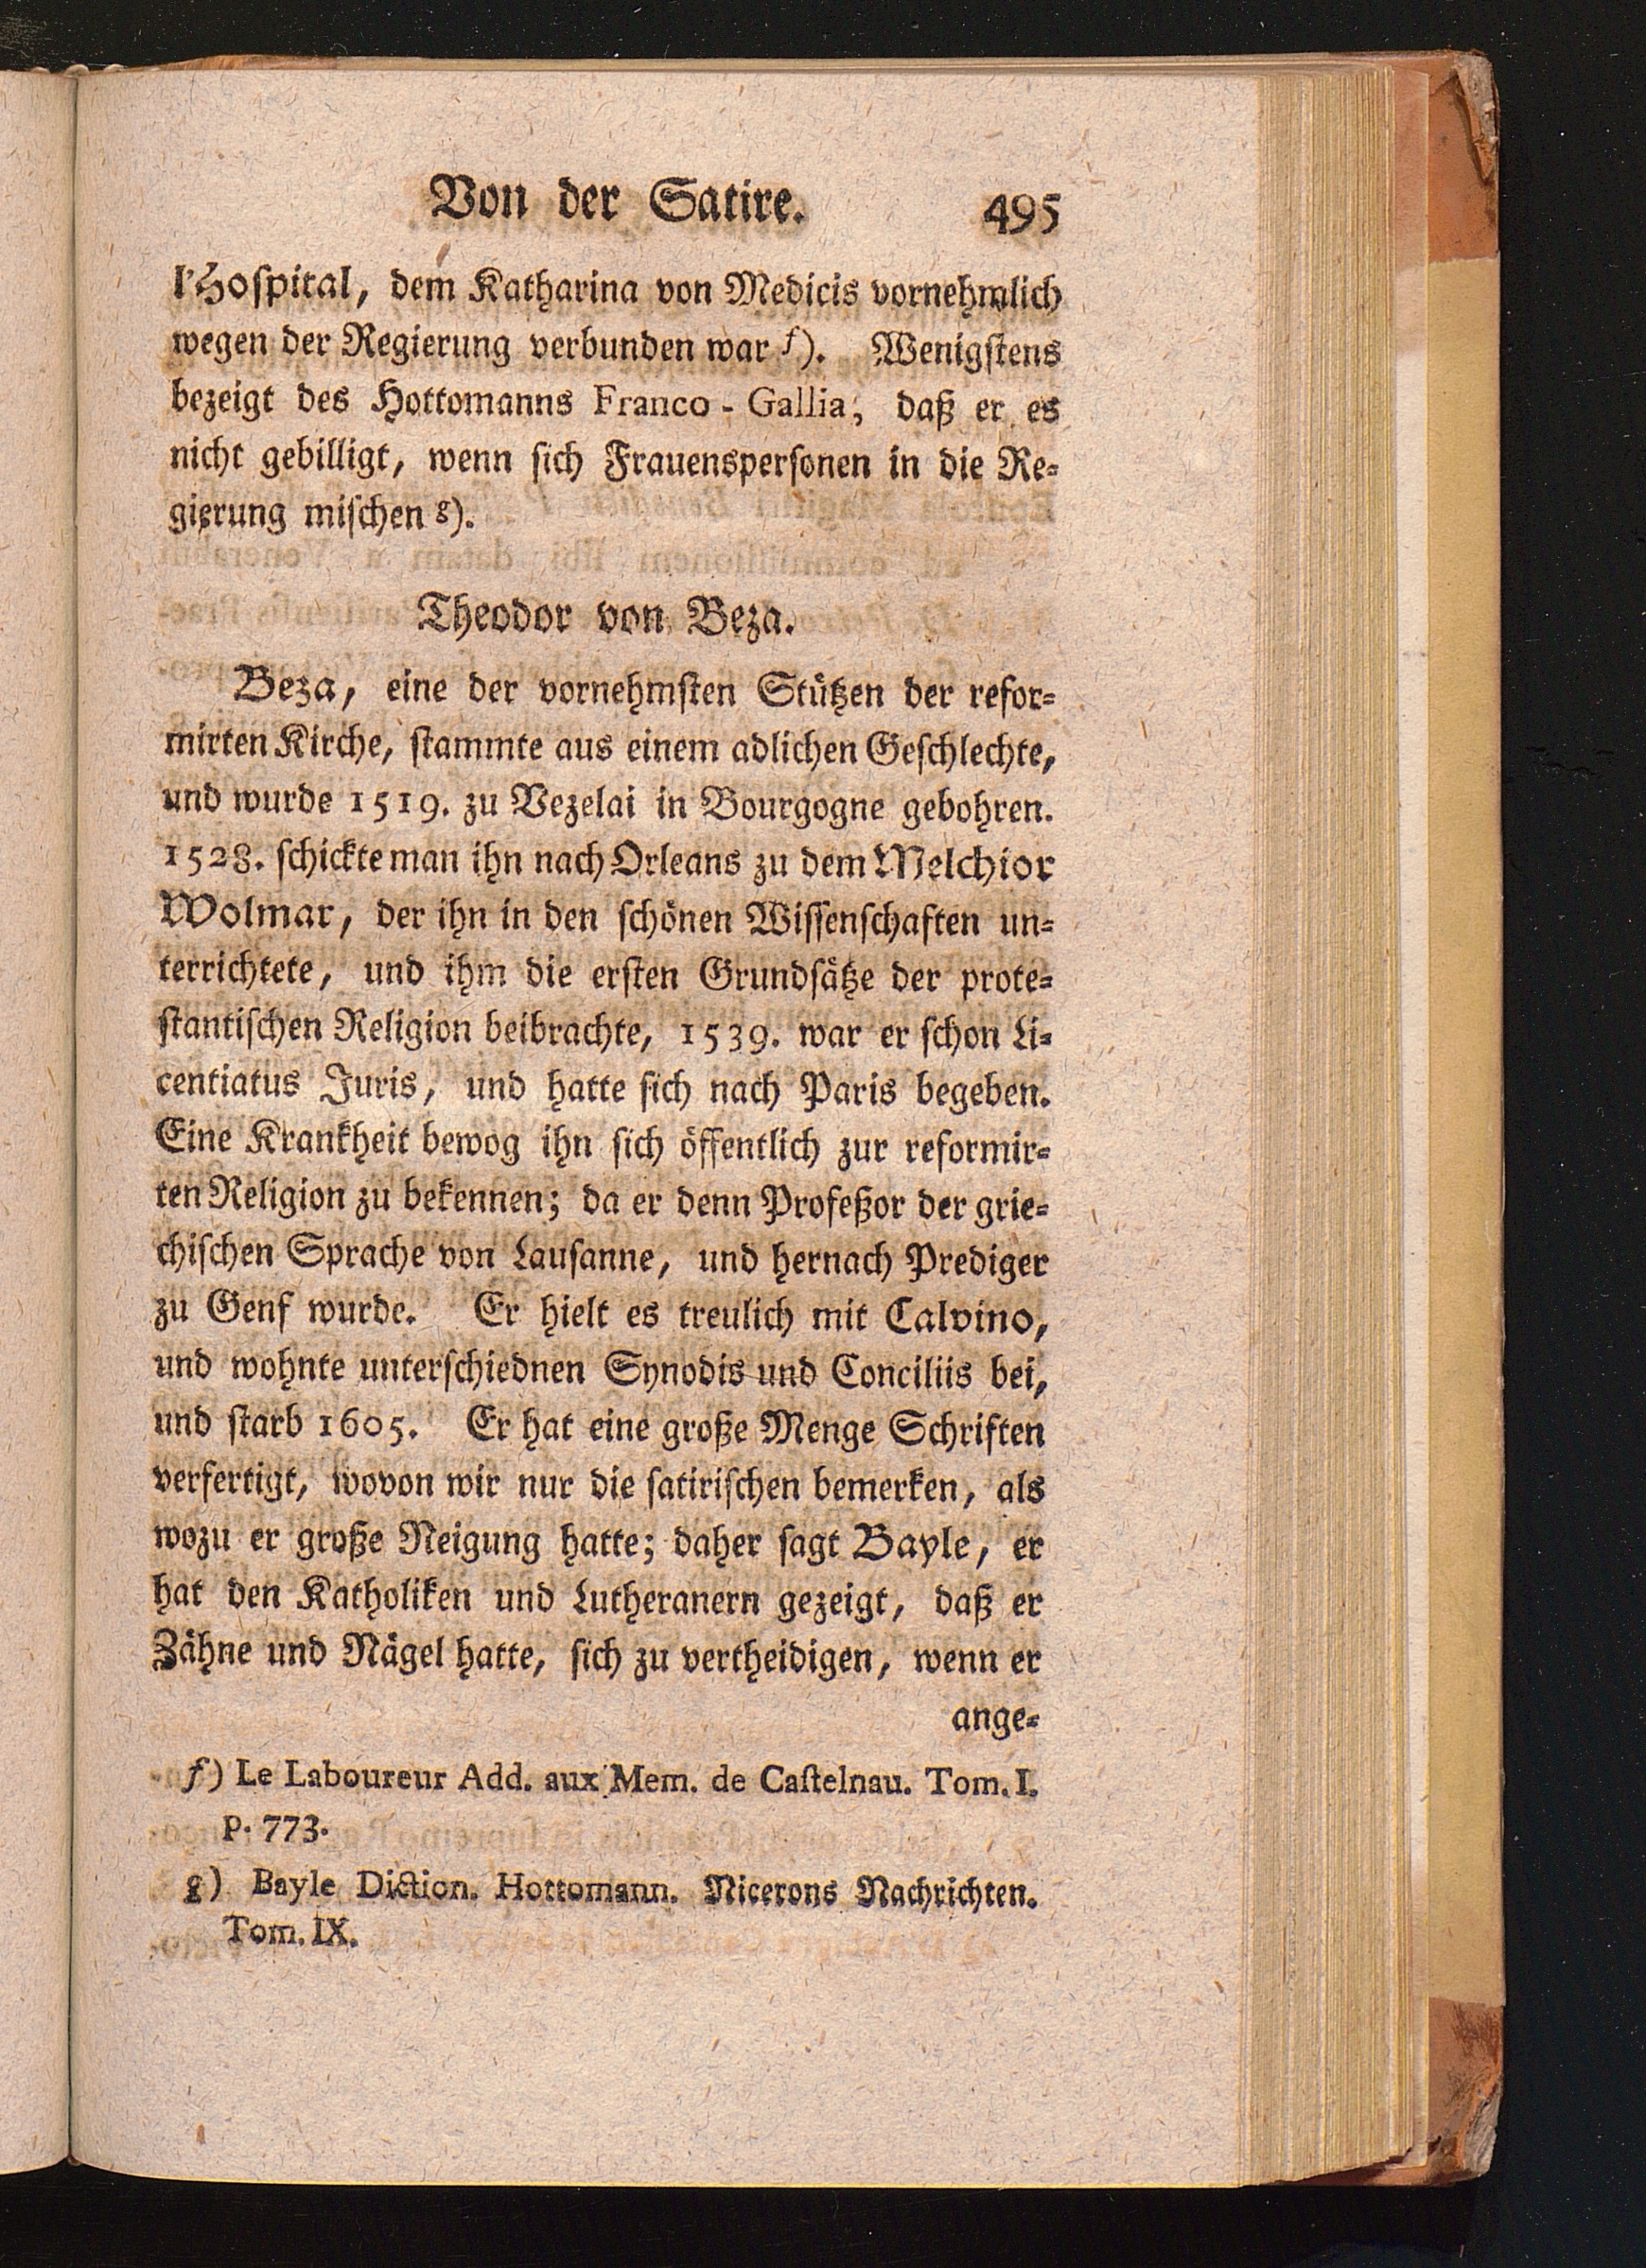 Von der Satire. 495
l'Hoſpital, dem Katharina von Medicis vornehmlich
wegen der Regierung verbunden war f). Wenigſtens
bezeigt des Hottomanns Franco - Gallia, daß er es
nicht gebilligt, wenn ſich Frauensperſonen in die Re⸗
gierung miſchen g).
Theodor von Beza.
Beza, eine der vornehmſten Stützen der refor⸗
mirten Kirche, ſtammte aus einem adlichen Geſchlechte,
und wurde 1519. zu Vezelai in Bourgogne gebohren.
1528. ſchickte man ihn nach Orleans zu dem Melchior
Wolmar, der ihn in den ſchönen Wiſſenſchaften un⸗
terrichtete, und ihm die erſten Grundſätze der prote⸗
ſtantiſchen Religion beibrachte, 1539. war er ſchon Li⸗
centiatus Juris, und hatte ſich nach Paris begeben.
Eine Krankheit bewog ihn ſich öffentlich zur reformir⸗
ten Religion zu bekennen; da er denn Profeßor der grie⸗
chiſchen Sprache von Lauſanne, und hernach Prediger
zu Genf wurde. Er hielt es treulich mit Calvino,
und wohnte unterſchiednen Synodis und Conciliis bei,
und ſtarb 1605. Er hat eine große Menge Schriften
verfertigt, wovon wir nur die ſatiriſchen bemerken, als
wozu er große Neigung hatte; daher ſagt Bayle, er
hat den Katholiken und Lutheranern gezeigt, daß er
Zähne und Nägel hatte, ſich zu vertheidigen, wenn er
ange⸗
f) Le Laboureur Add. aux Mem. de Caſtelnau. Tom. I.
p. 773.
g) Bayle Diction. Hottomann. Nicerons Nachrichten.
Tom. IX.